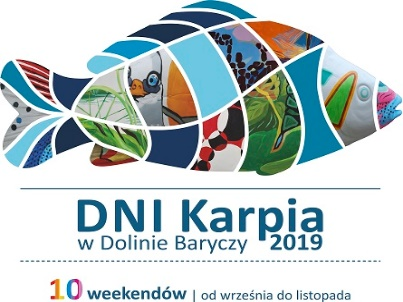 DNI Karpia
w Dolinie Baryczy 2019
10 weekendów | od września do listopada